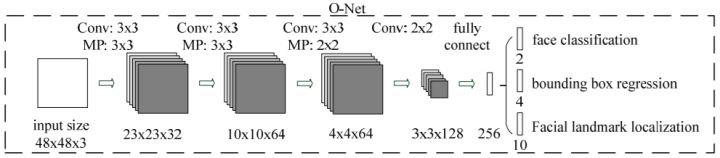 O-Net
Conv: 3x3
MP: 3x3
Conv: 3x3
MP: 3x3
Conv: 3x3
MP: 2x2
Conv: 2x2
fully
connect
face classification
2
bounding box regression
4
Facial landmark localization
10
input size
48x48x3
23x23x32
10x10x64
4x4x64
3x3x128
256